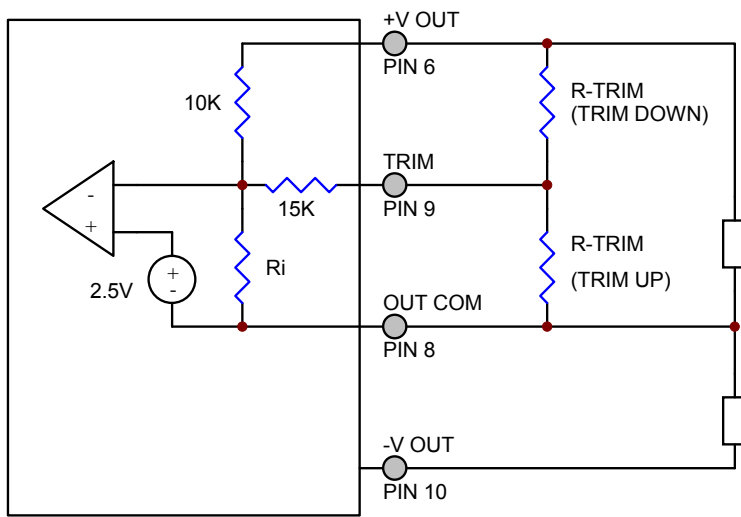 +V OUT
PIN 6
10K
R-TRIM
(TRIM DOWN)
TRIM
15K
PIN 9
-
+
+
-
2.5V
Ri
R-TRIM
(TRIM UP)
OUT COM
PIN 8
-V OUT
PIN 10